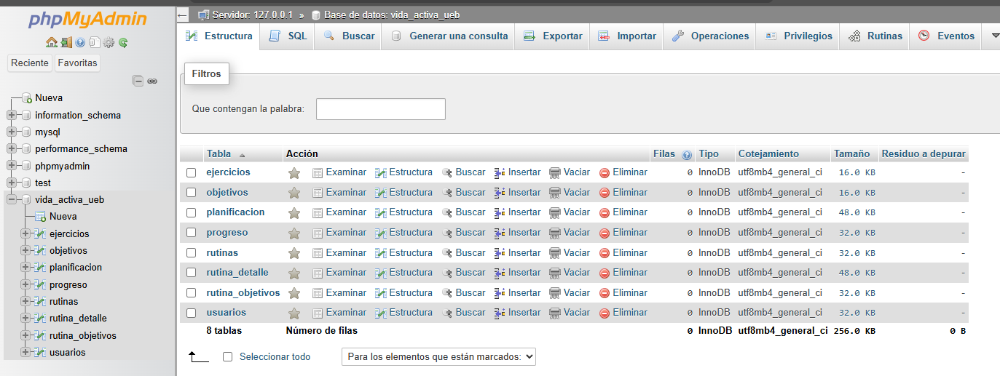 phpMyAdmin
Reciente Favoritas
Nueva
information_schema
mysql
performance_schema
phpmyadmin
test
vida_activa_ueb
Nueva
ejercicios
objetivos
planificacion
progreso
rutinas
rutina_detalle
rutina_objetivos
usuarios
Servidor: 127.0.0.1 » Base de datos: vida_activa_ueb
Estructura SQL Buscar Generar una consulta Exportar Importar Operaciones Privilegios Rutinas Eventos
Filtros
Que contengan la palabra:
Tabla Acción Filas Tipo Cotejamiento Tamaño Residuo a depurar
ejercicios Examinar Estructura Buscar Insertar Vaciar Eliminar 0 InnoDB utf8mb4_general_ci 16.0 KB -
objetivos Examinar Estructura Buscar Insertar Vaciar Eliminar 0 InnoDB utf8mb4_general_ci 16.0 KB -
planificacion Examinar Estructura Buscar Insertar Vaciar Eliminar 0 InnoDB utf8mb4_general_ci 48.0 KB -
progreso Examinar Estructura Buscar Insertar Vaciar Eliminar 0 InnoDB utf8mb4_general_ci 32.0 KB -
rutinas Examinar Estructura Buscar Insertar Vaciar Eliminar 0 InnoDB utf8mb4_general_ci 32.0 KB -
rutina_detalle Examinar Estructura Buscar Insertar Vaciar Eliminar 0 InnoDB utf8mb4_general_ci 48.0 KB -
rutina_objetivos Examinar Estructura Buscar Insertar Vaciar Eliminar 0 InnoDB utf8mb4_general_ci 32.0 KB -
usuarios Examinar Estructura Buscar Insertar Vaciar Eliminar 0 InnoDB utf8mb4_general_ci 32.0 KB -
8 tablas Número de filas 0 InnoDB utf8mb4_general_ci 256.0 KB 0 B
Seleccionar todo Para los elementos que están marcados: